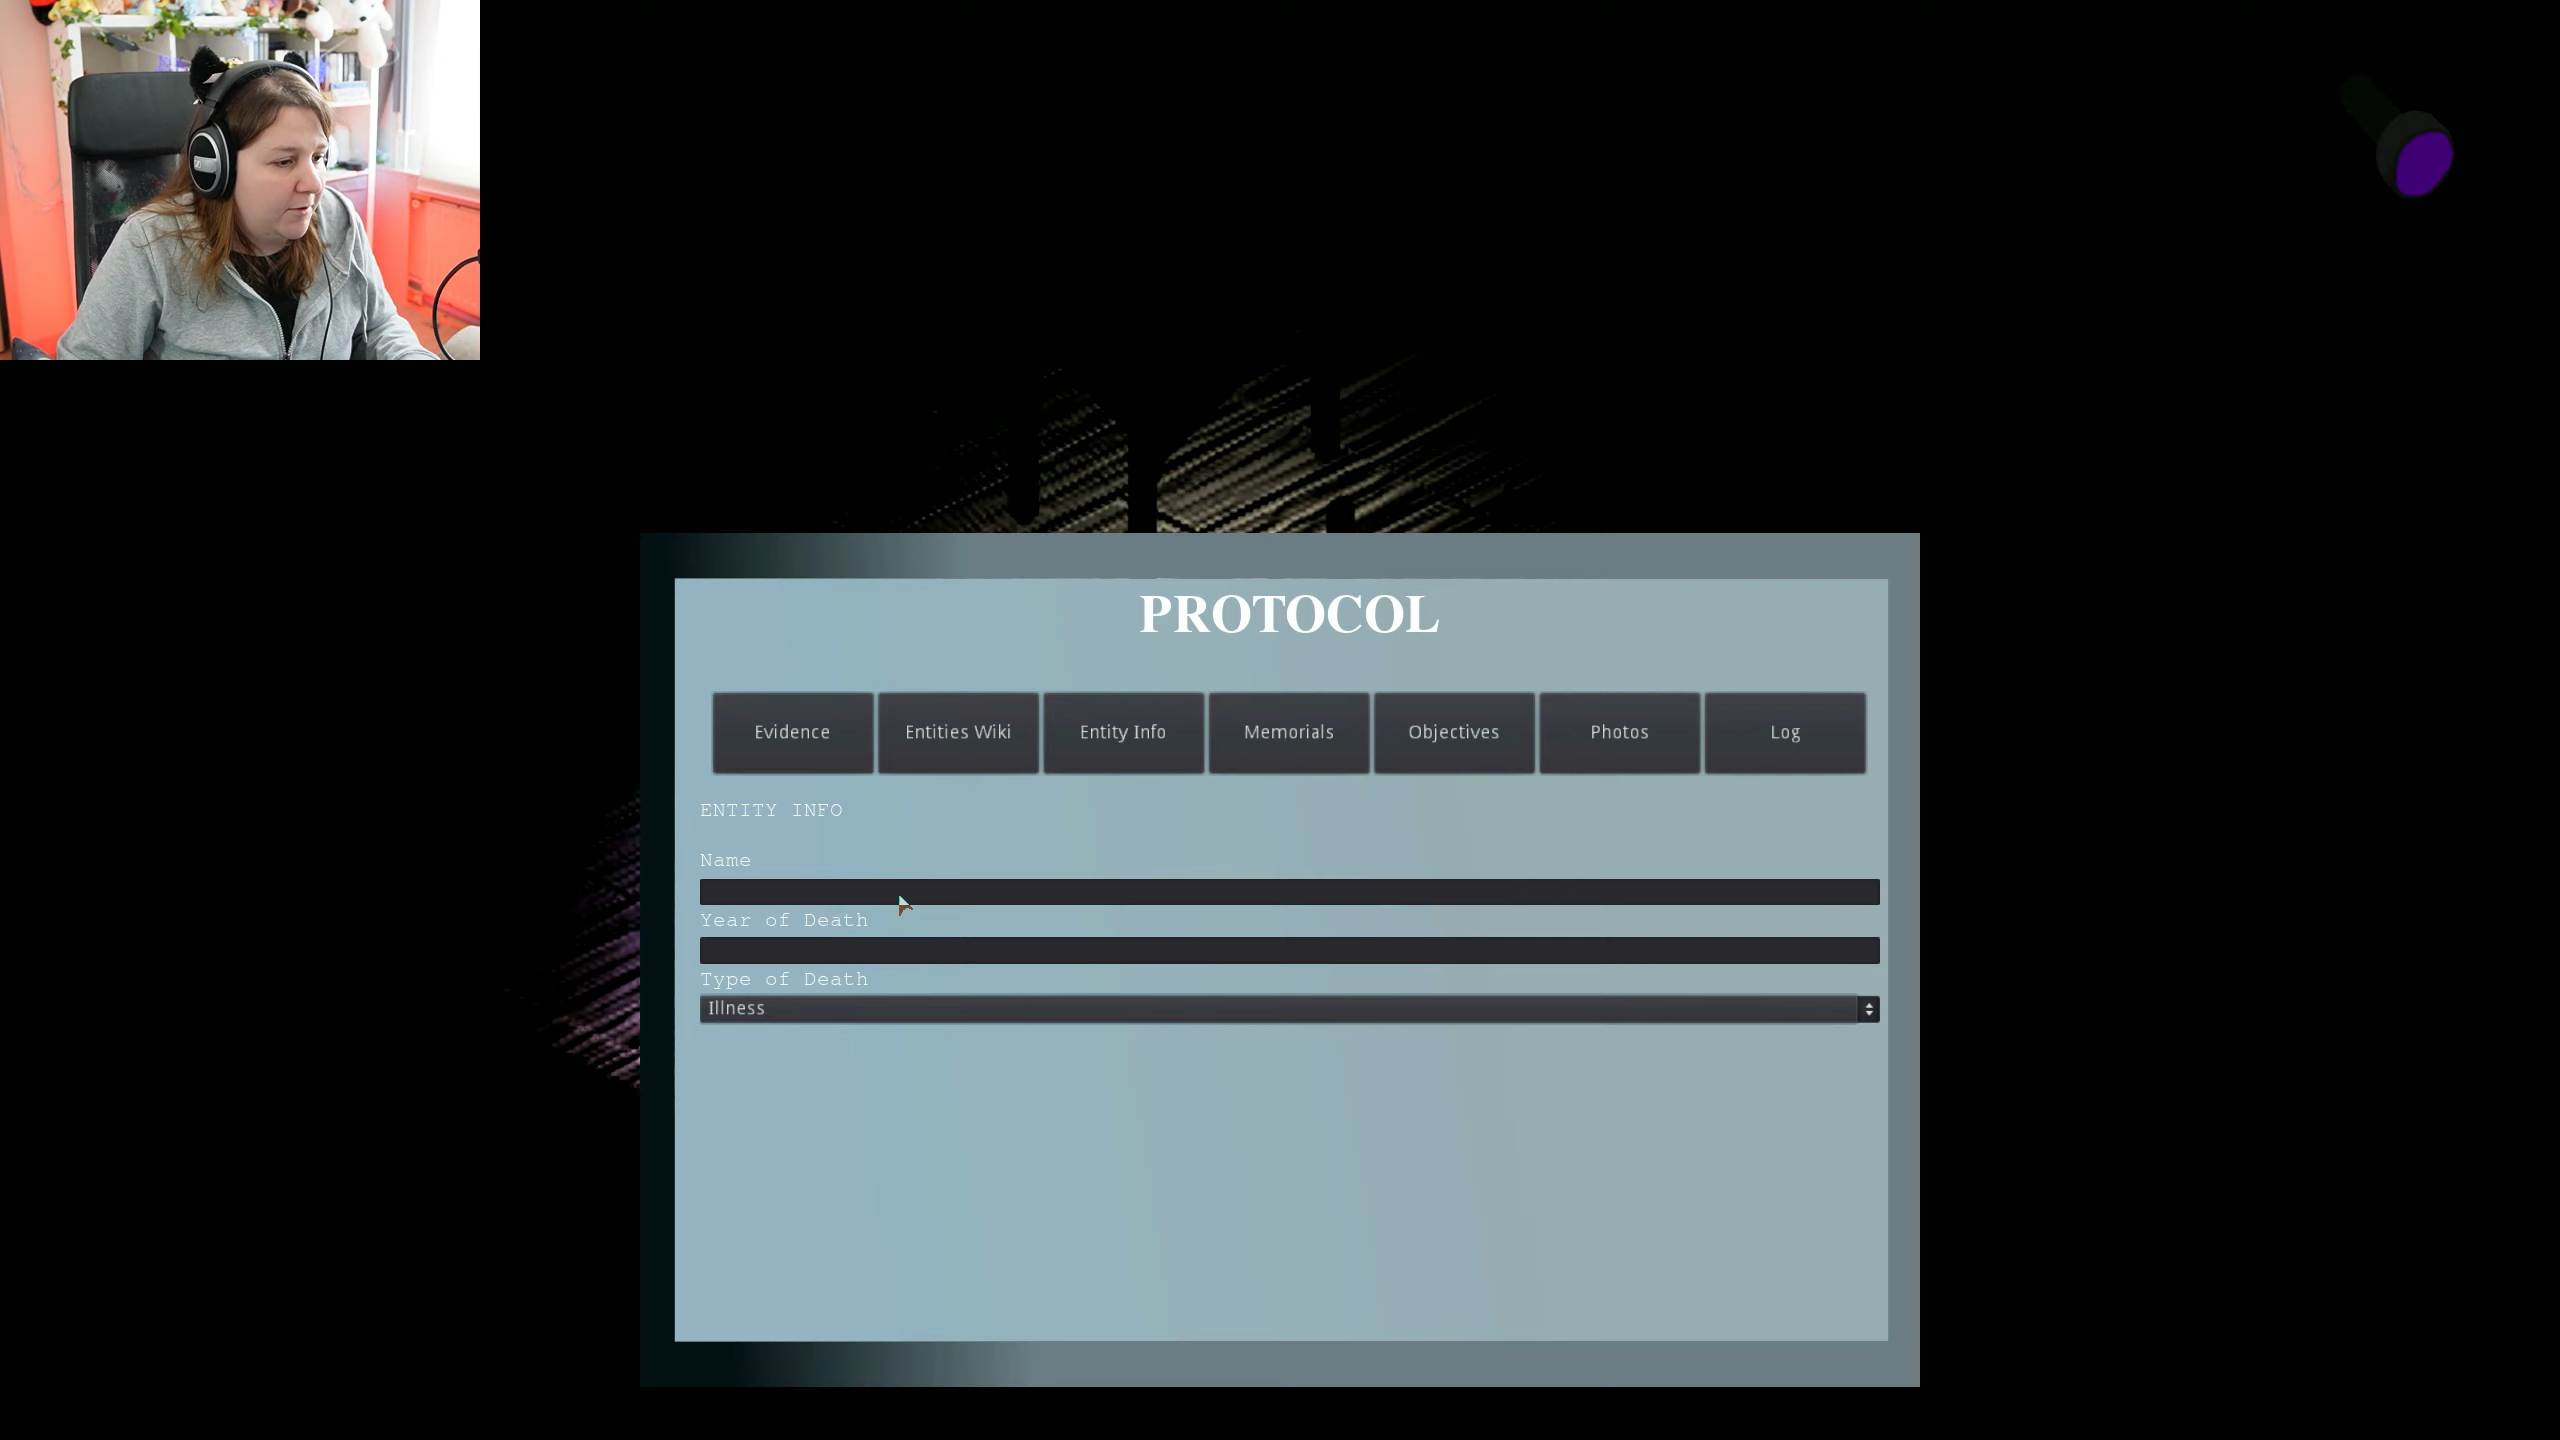 PROTOCOL
Evidence
Entities Wiki
Entity Info
Memorials
Objectives
Photos
Log
ENTITY INFO
Name
Year of Death
Type of Death
Illness